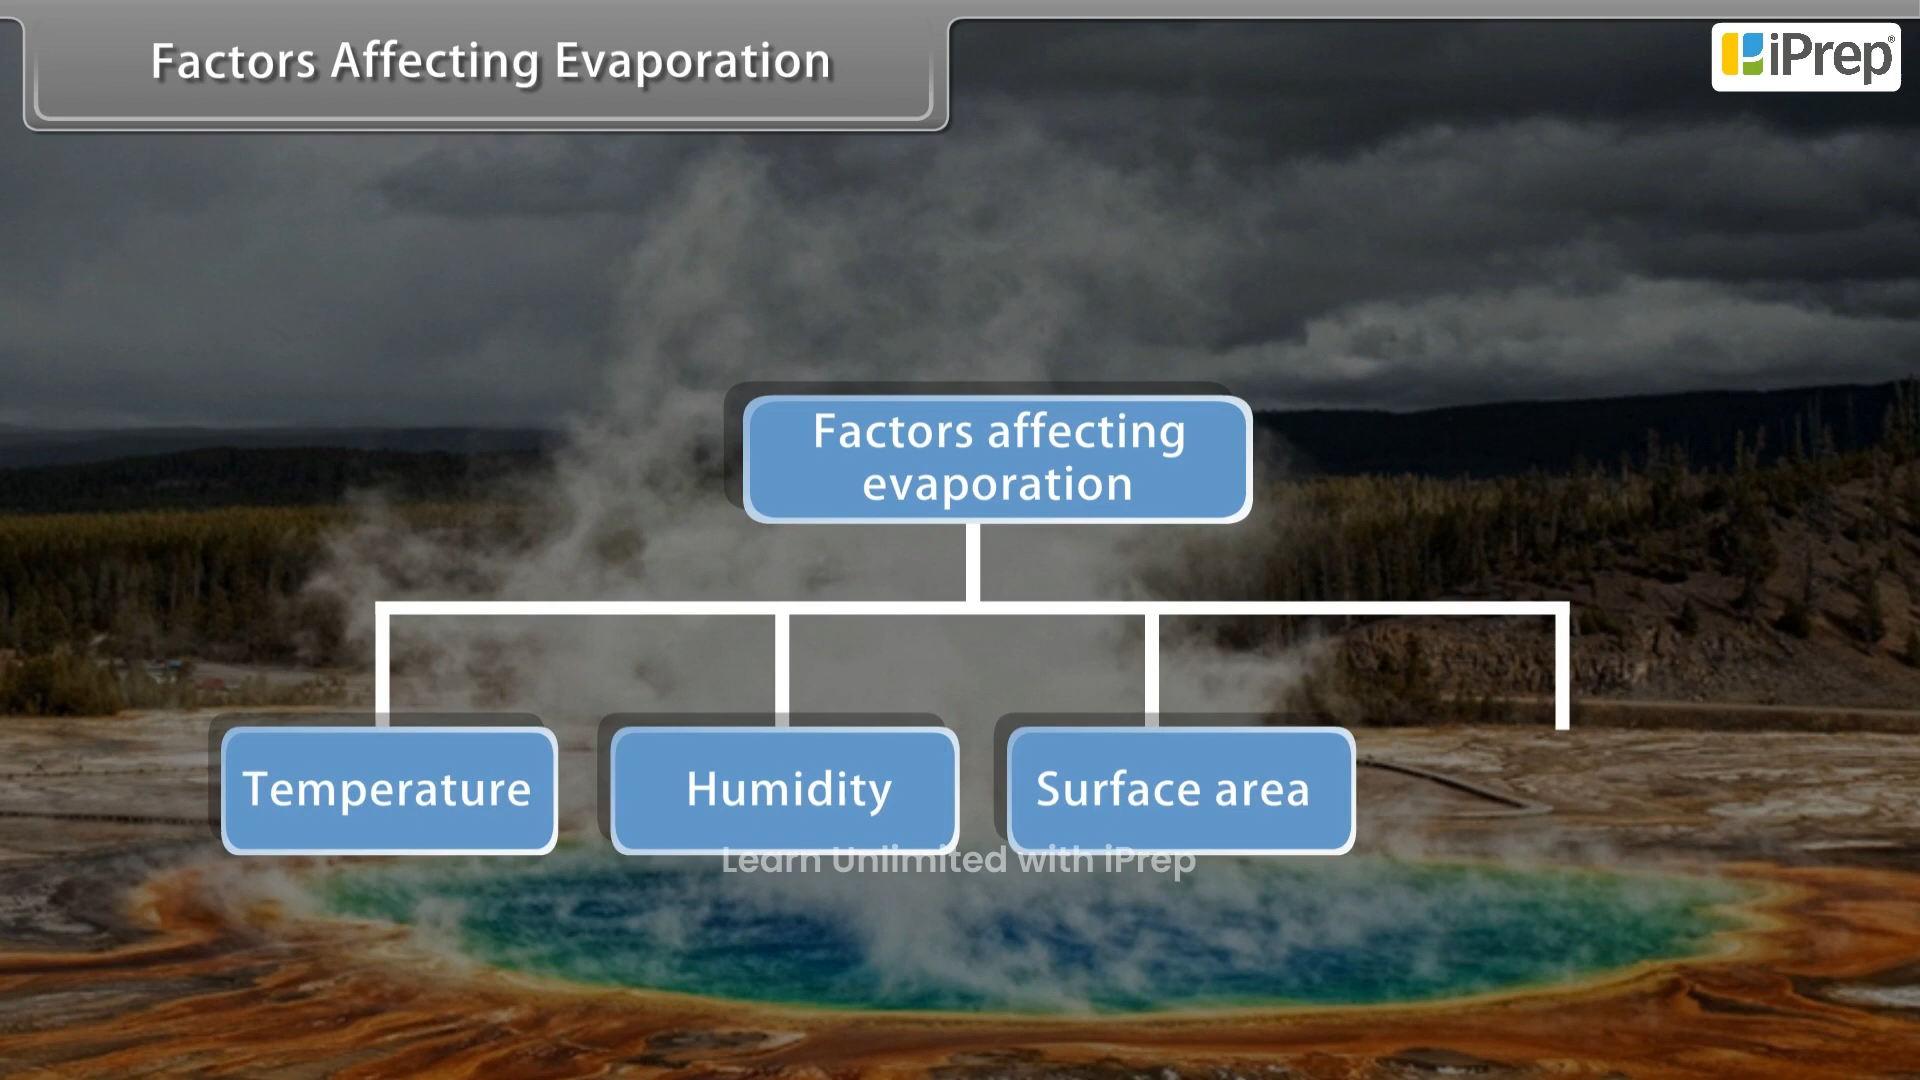 Factors Affecting Evaporation
iPrep®
Factors affecting
evaporation
Temperature
Humidity
Surface area
Learn Unlimited with iPrep